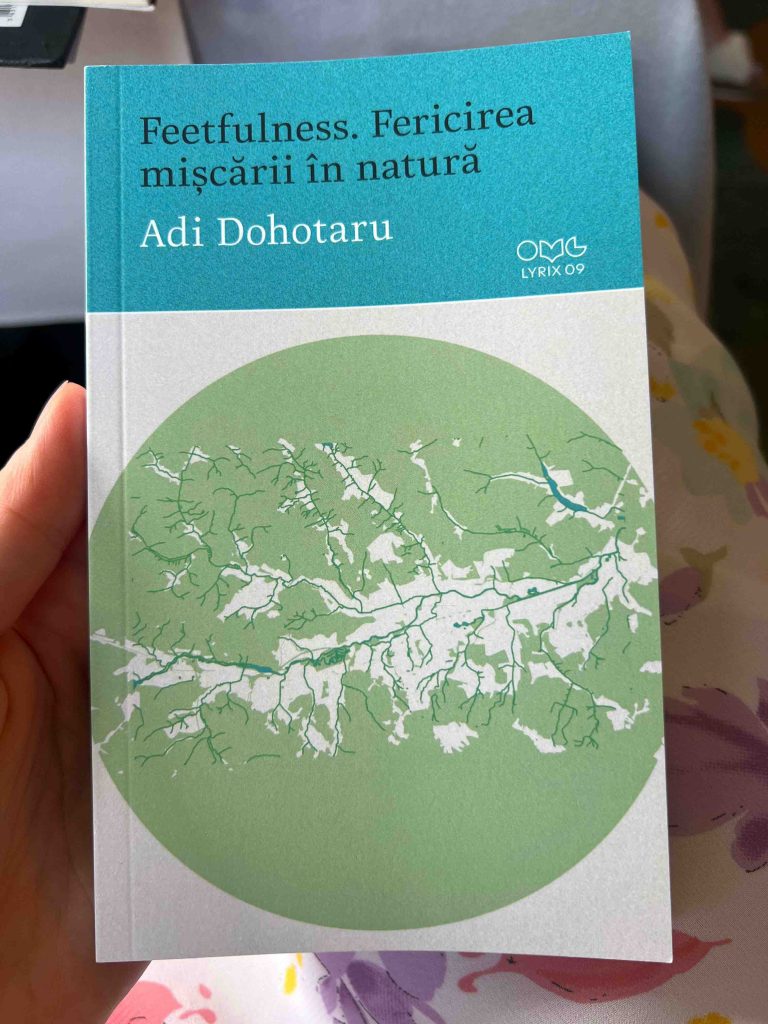 Feetfulness. Fericirea
mișcării în natură
Adi Dohotaru
OMG
LYRIX 09